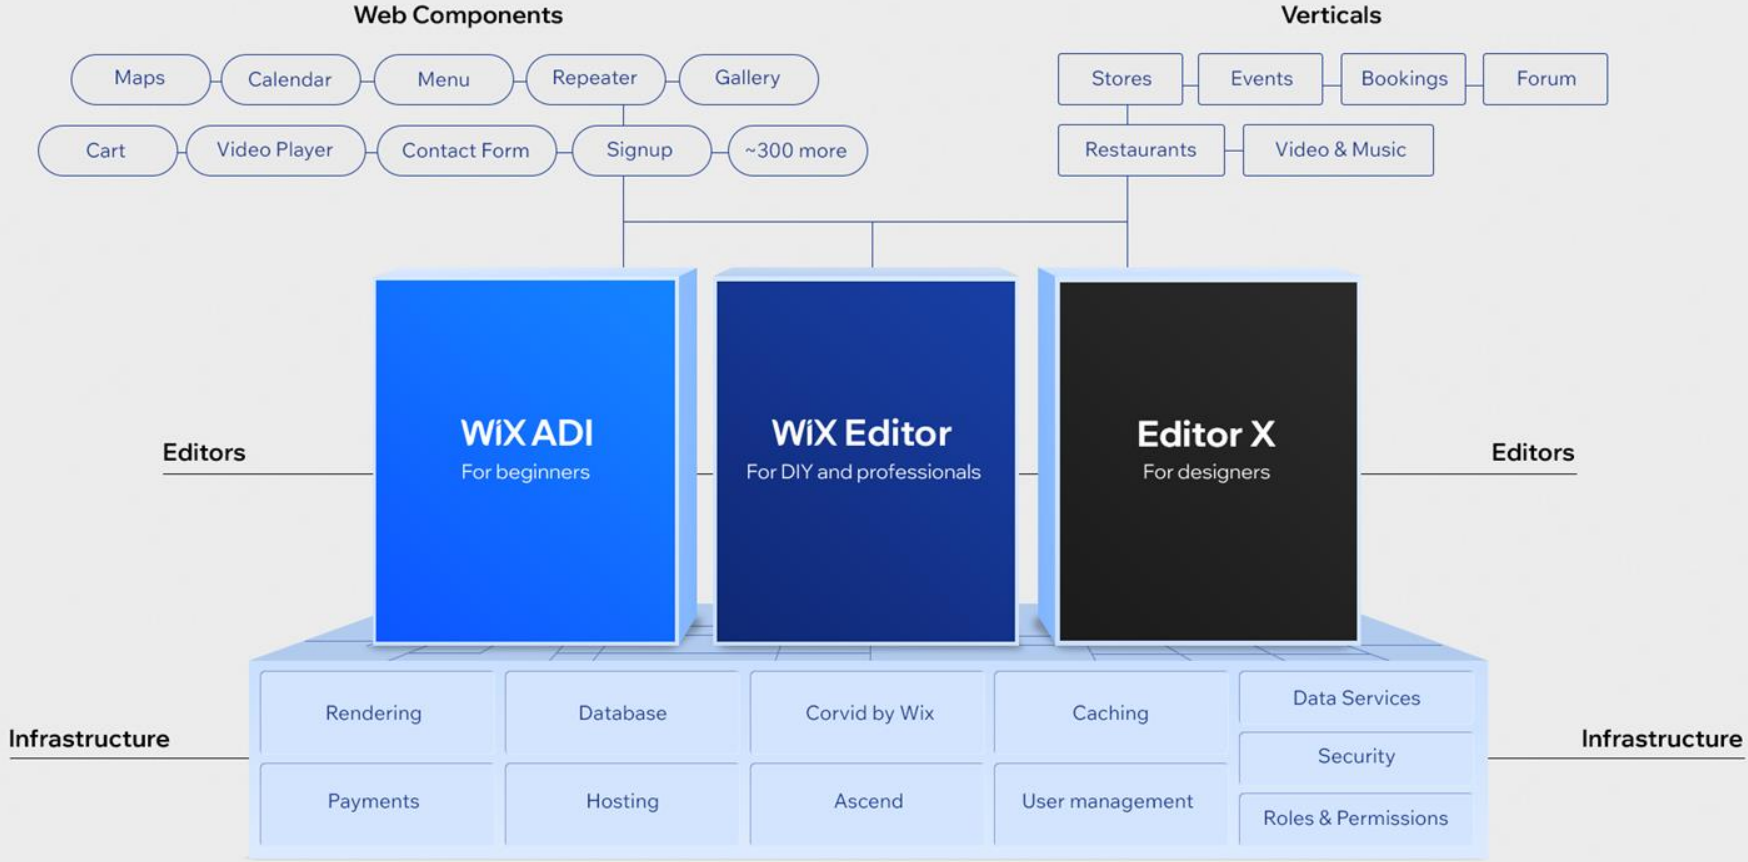 Web Components
Verticals
Maps
Calendar
Menu
Repeater
Gallery
Stores
Events
Bookings
Forum
Cart
Video Player
Contact Form
Signup
~300 more
Restaurants
Video & Music
WiX ADI
For beginners
WiX Editor
For DIY and professionals
Editor X
For designers
Editors
Editors
Infrastructure
Infrastructure
Rendering
Database
Corvid by Wix
Caching
Data Services
Security
Payments
Hosting
Ascend
User management
Roles & Permissions